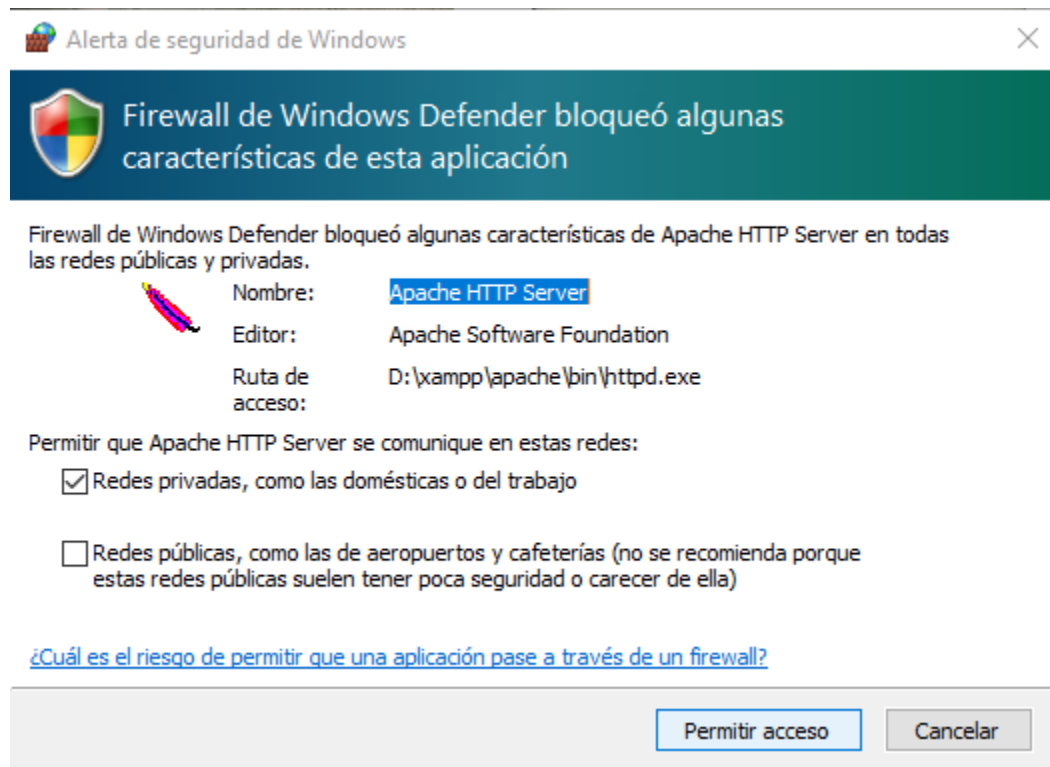 Alerta de seguridad de Windows
Firewall de Windows Defender bloqueó algunas
características de esta aplicación
Firewall de Windows Defender bloqueó algunas características de Apache HTTP Server en todas
las redes públicas y privadas.
Nombre: Apache HTTP Server
Editor: Apache Software Foundation
Ruta de D:\xampp\apache\bin\httpd.exe
acceso:
Permitir que Apache HTTP Server se comunique en estas redes:
Redes privadas, como las domésticas o del trabajo
Redes públicas, como las de aeropuertos y cafeterías (no se recomienda porque
estas redes públicas suelen tener poca seguridad o carecer de ella)
¿Cuál es el riesgo de permitir que una aplicación pase a través de un firewall?
Permitir acceso Cancelar